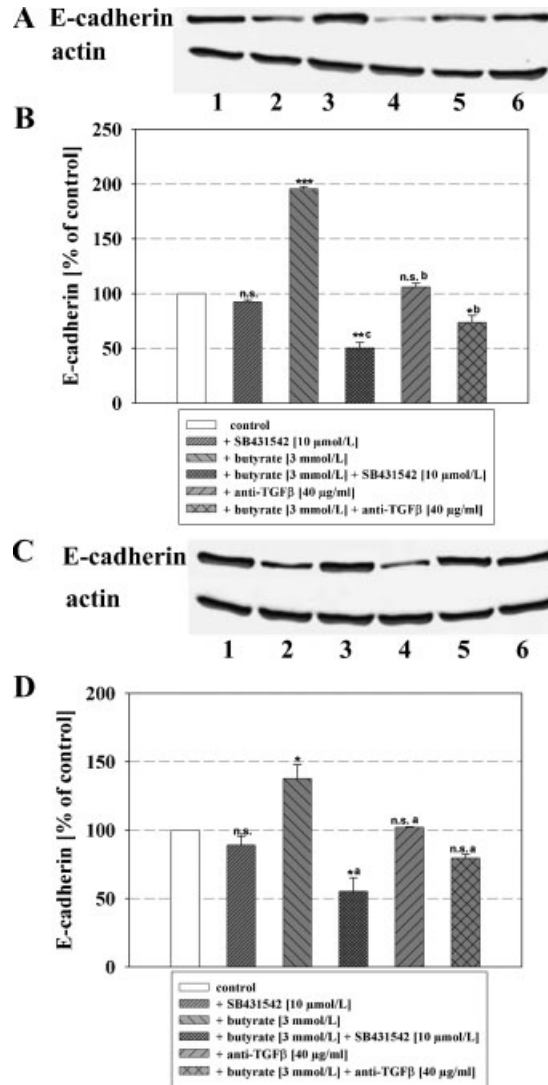 A E-cadherin
actin
1 2 3 4 5 6
B
E-cadherin [% of control]
250
200
150
100
50
0
n.s.
***
**c
n.s. b
*b
control
+ SB431542 [10 µmol/L]
+ butyrate [3 mmol/L]
+ butyrate [3 mmol/L] + SB431542 [10 µmol/L]
+ anti-TGFβ [40 µg/ml]
+ butyrate [3 mmol/L] + anti-TGFβ [40 µg/ml]
C E-cadherin
actin
1 2 3 4 5 6
D
E-cadherin [% of control]
200
150
100
50
0
n.s.
*
*a
n.s. a
n.s. a
control
+ SB431542 [10 µmol/L]
+ butyrate [3 mmol/L]
+ butyrate [3 mmol/L] + SB431542 [10 µmol/L]
+ anti-TGFβ [40 µg/ml]
+ butyrate [3 mmol/L] + anti-TGFβ [40 µg/ml]